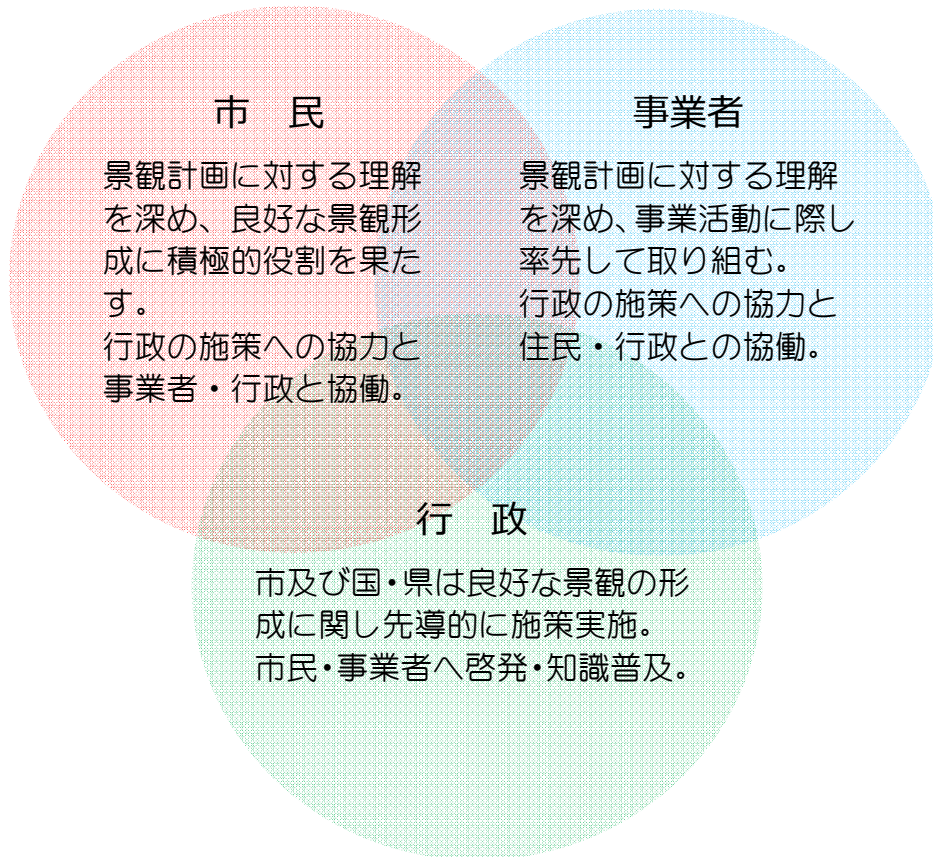 市　民
景観計画に対する理解
を深め、良好な景観形
成に積極的役割を果た
す。
行政の施策への協力と
事業者・行政と協働。
事業者
景観計画に対する理解
を深め、事業活動に際し
率先して取り組む。
行政の施策への協力と
住民・行政との協働。
行　政
市及び国・県は良好な景観の形
成に関し先導的に施策実施。
市民・事業者へ啓発・知識普及。